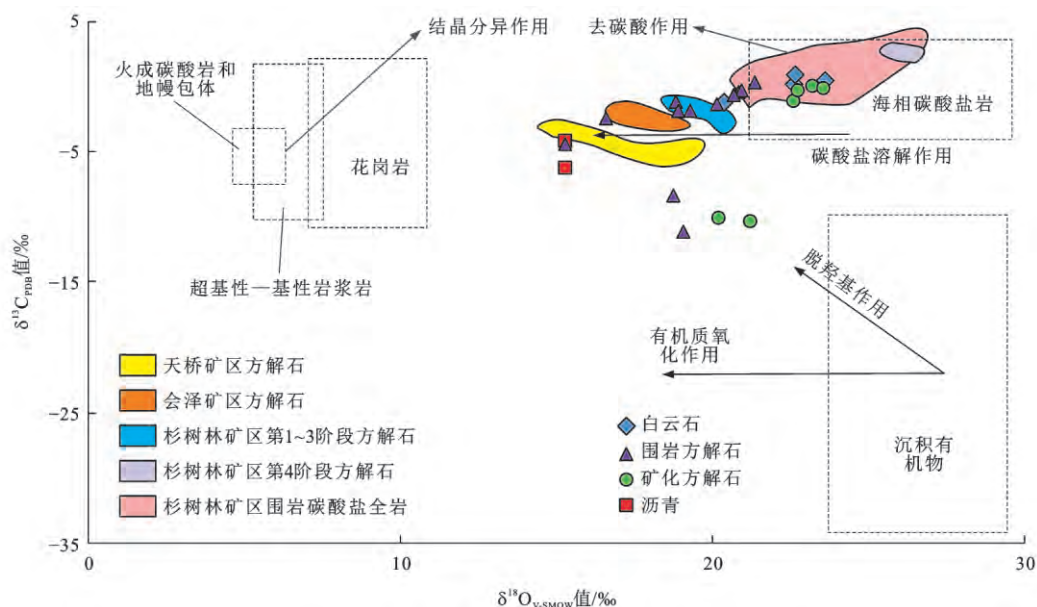 5
−5
−15
−25
−35
0
10
20
30
δ¹³C_PDB值/‰
δ¹⁸O_V-SMOW值/‰
结晶分异作用
去碳酸作用
火成碳酸岩和
地幔包体
花岗岩
海相碳酸盐岩
碳酸盐溶解作用
超基性—基性岩浆岩
脱羟基作用
有机质氧
化作用
沉积有
机物
天桥矿区方解石
会泽矿区方解石
杉树林矿区第1~3阶段方解石
杉树林矿区第4阶段方解石
杉树林矿区围岩碳酸盐全岩
白云石
围岩方解石
矿化方解石
沥青